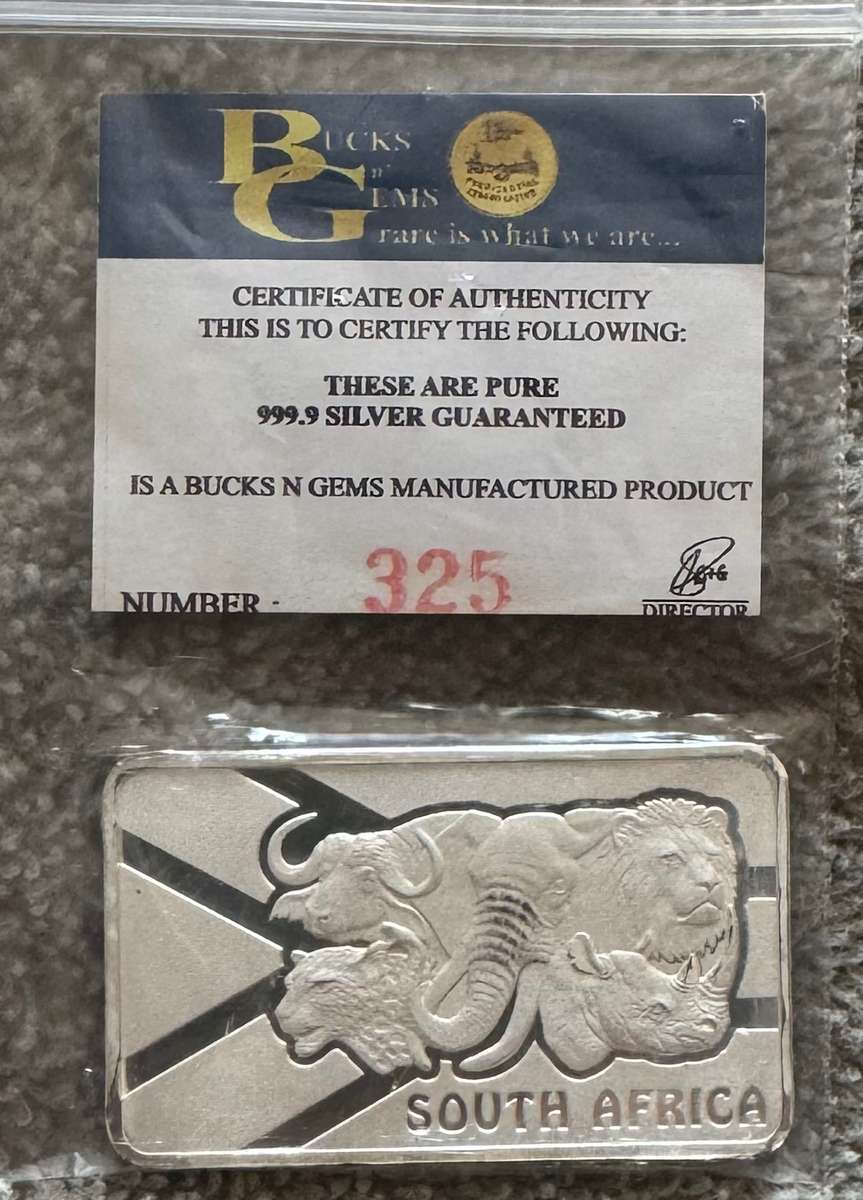 BUCKS
n'
GEMS
rare is what we are...
CERTIFICATE OF AUTHENTICITY
THIS IS TO CERTIFY THE FOLLOWING:
THESE ARE PURE
999.9 SILVER GUARANTEED
IS A BUCKS N GEMS MANUFACTURED PRODUCT
NUMBER - 325
DIRECTOR
SOUTH AFRICA